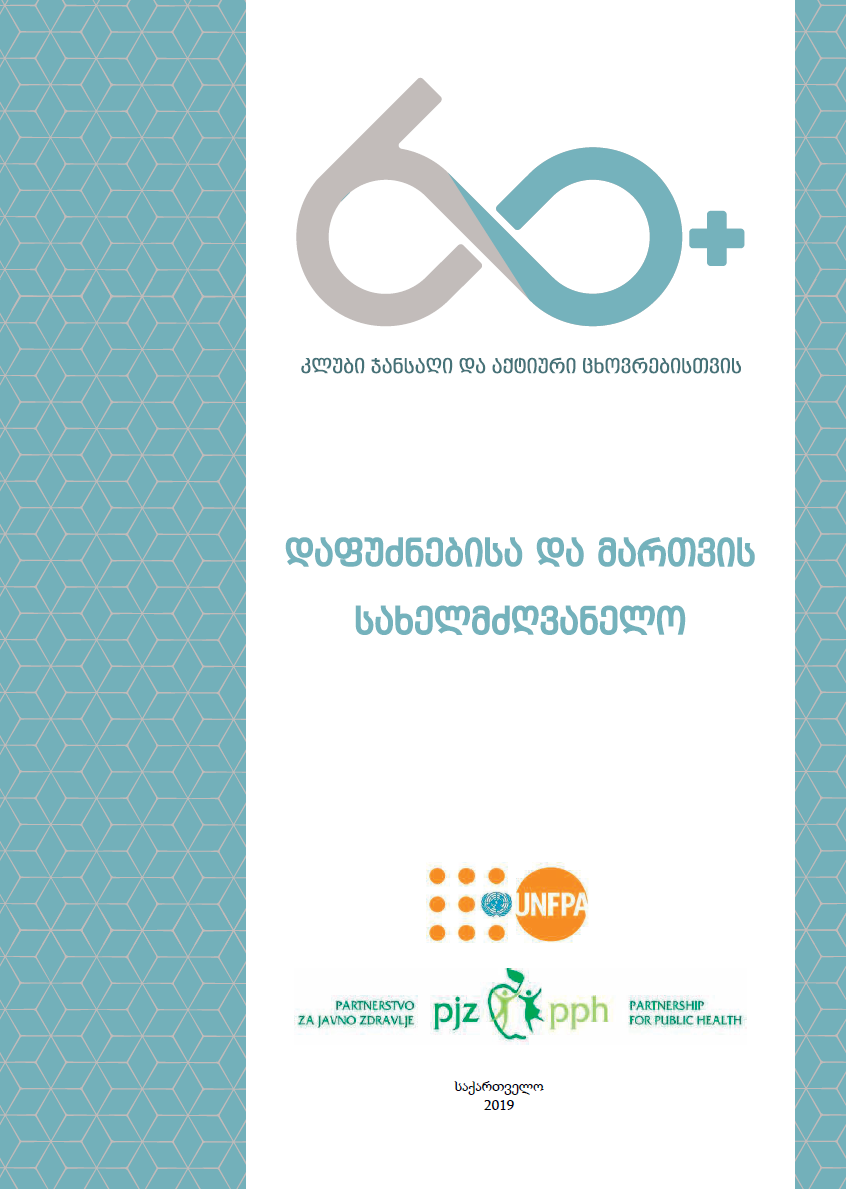 60+
კლუბი ჯანსაღი და აქტიური ცხოვრებისთვის
დაფუძნებისა და მართვის
სახელმძღვანელო
UNFPA
PARTNERSTVO
ZA JAVNO ZDRAVLJE
pjz pph
PARTNERSHIP
FOR PUBLIC HEALTH
საქართველო
2019